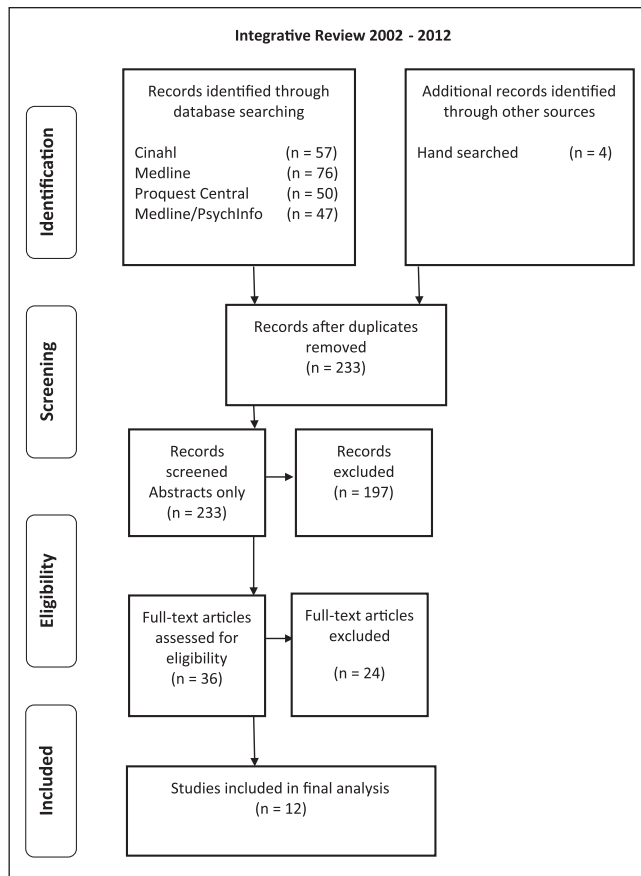 Integrative Review 2002 - 2012
Identification
Records identified through
database searching
Cinahl (n = 57)
Medline (n = 76)
Proquest Central (n = 50)
Medline/PsychInfo (n = 47)
Additional records identified
through other sources
Hand searched (n = 4)
Screening
Records after duplicates
removed
(n = 233)
Records
screened
Abstracts only
(n = 233)
Records
excluded
(n = 197)
Eligibility
Full-text articles
assessed for
eligibility
(n = 36)
Full-text articles
excluded
(n = 24)
Included
Studies included in final analysis
(n = 12)